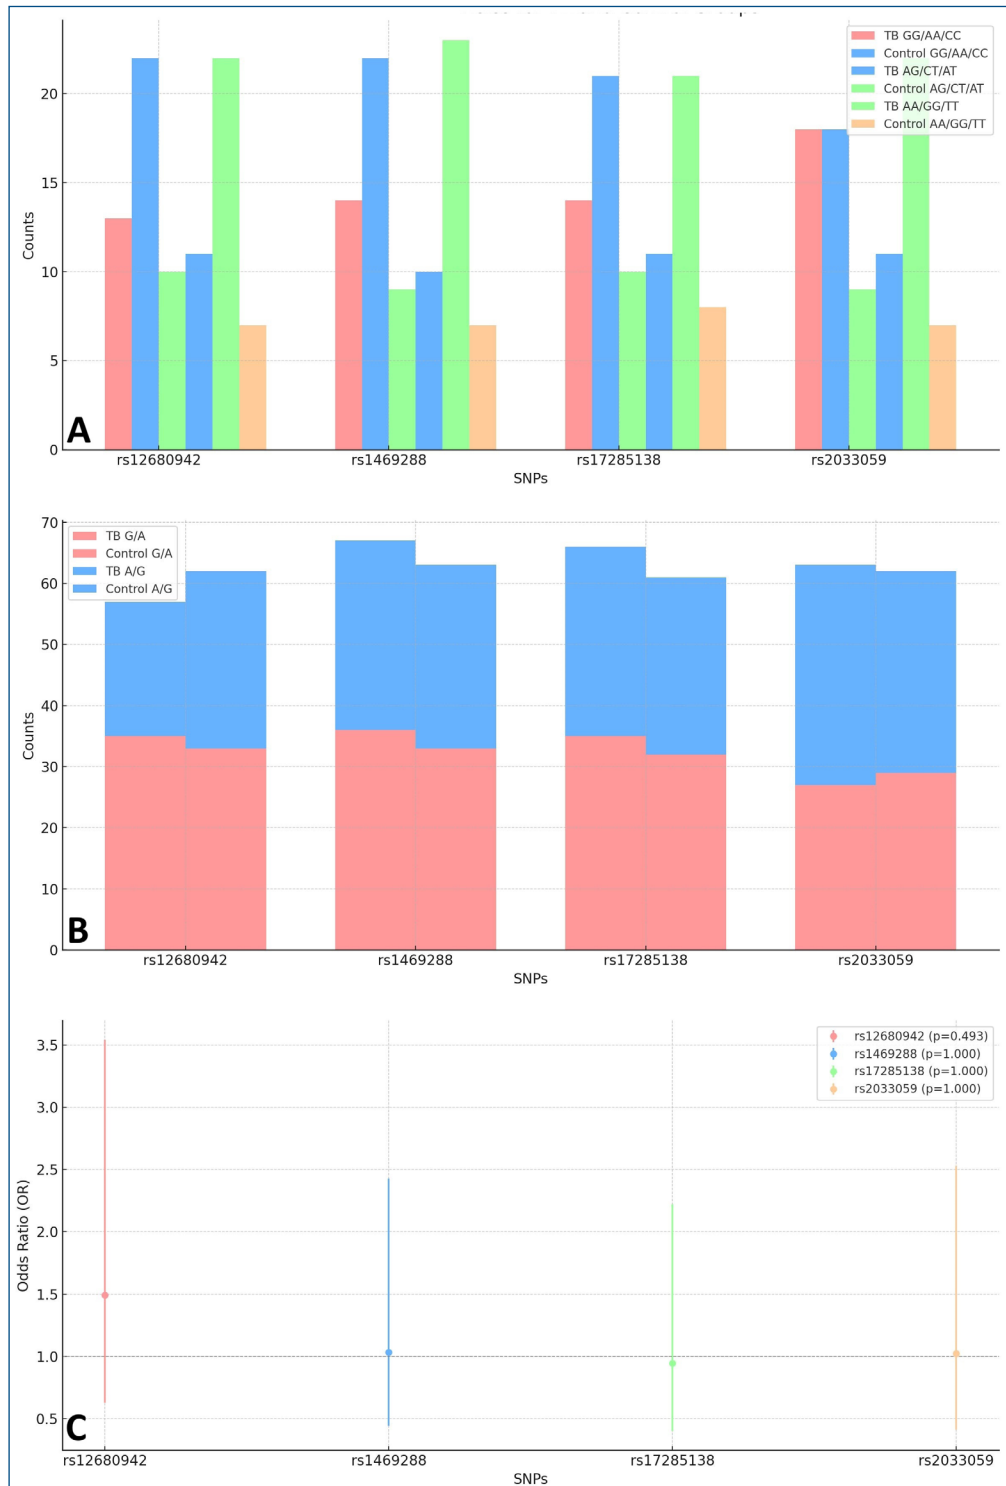 TB GG/AA/CC
Control GG/AA/CC
TB AG/CT/AT
Control AG/CT/AT
TB AA/GG/TT
Control AA/GG/TT
20
15
10
5
0
Counts
A
rs12680942 rs1469288 rs17285138 rs2033059
SNPs
TB G/A
Control G/A
TB A/G
Control A/G
70
60
50
40
30
20
10
0
Counts
B
rs12680942 rs1469288 rs17285138 rs2033059
SNPs
rs12680942 (p=0.493)
rs1469288 (p=1.000)
rs17285138 (p=1.000)
rs2033059 (p=1.000)
3.5
3.0
2.5
2.0
1.5
1.0
0.5
Odds Ratio (OR)
C
rs12680942 rs1469288 rs17285138 rs2033059
SNPs